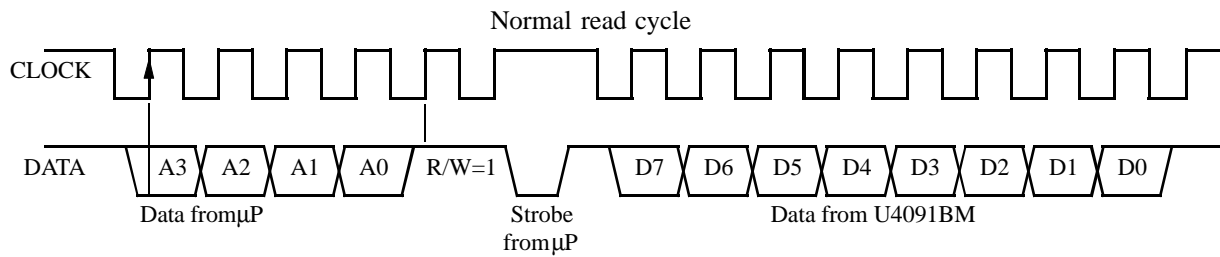 Normal read cycle
CLOCK
DATA
A3 A2 A1 A0 R/W=1 D7 D6 D5 D4 D3 D2 D1 D0
Data fromμP
Strobe
fromμP
Data from U4091BM